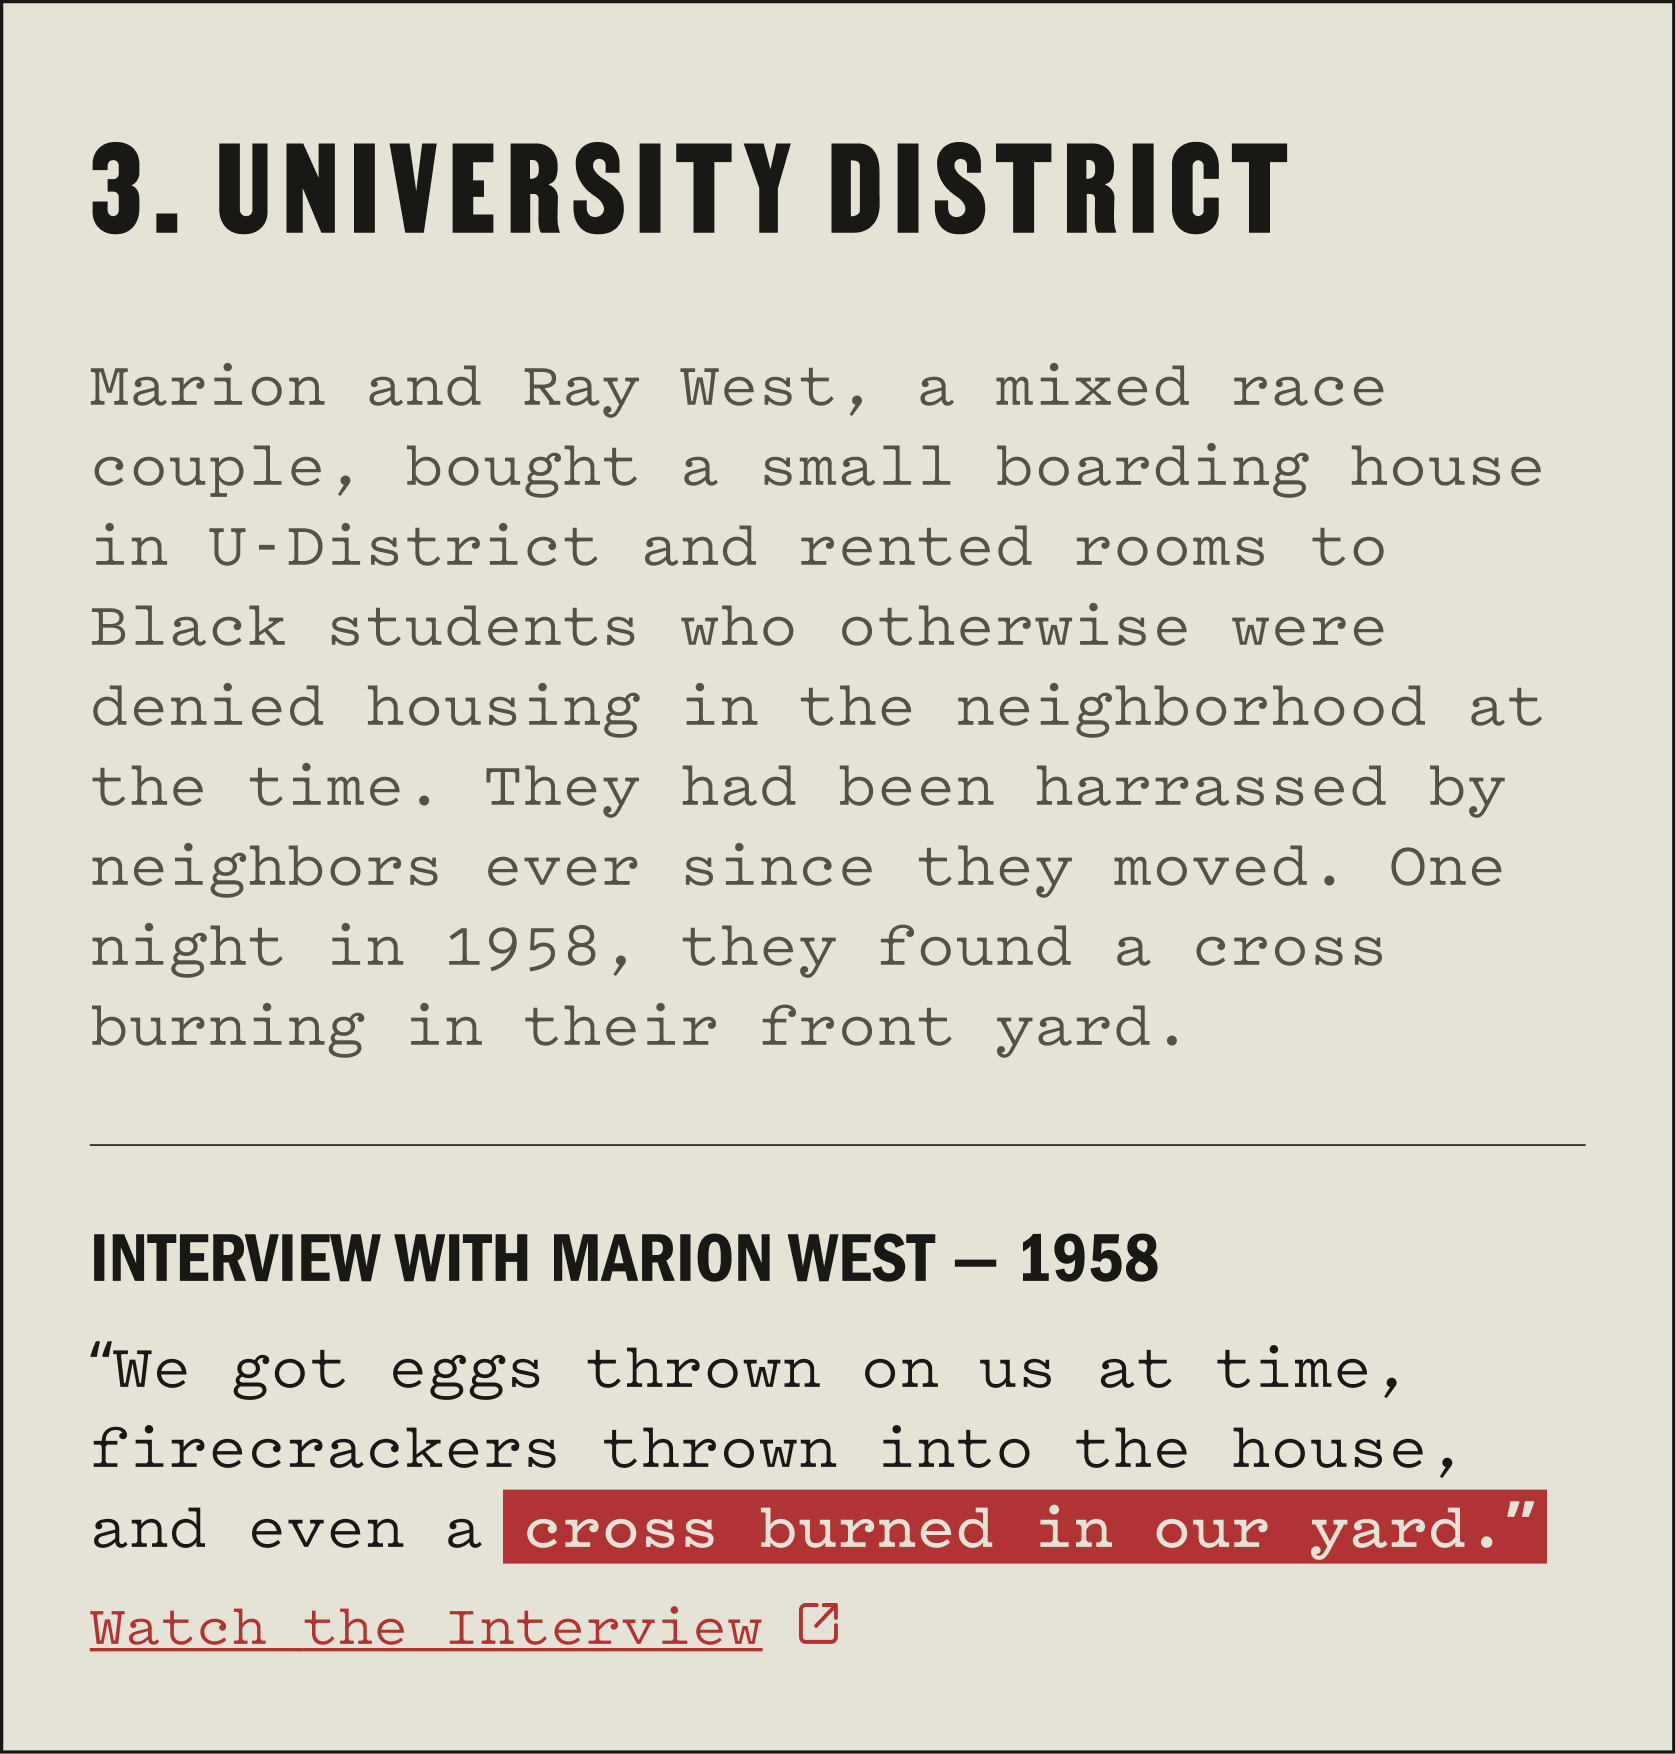 3. UNIVERSITY DISTRICT
Marion and Ray West, a mixed race
couple, bought a small boarding house
in U-District and rented rooms to
Black students who otherwise were
denied housing in the neighborhood at
the time. They had been harrassed by
neighbors ever since they moved. One
night in 1958, they found a cross
burning in their front yard.
INTERVIEW WITH MARION WEST — 1958
“We got eggs thrown on us at time,
firecrackers thrown into the house,
and even a cross burned in our yard.”
Watch the Interview